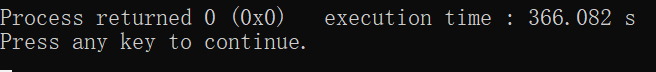 Process returned 0 (0x0)   execution time : 366.082 s
Press any key to continue.